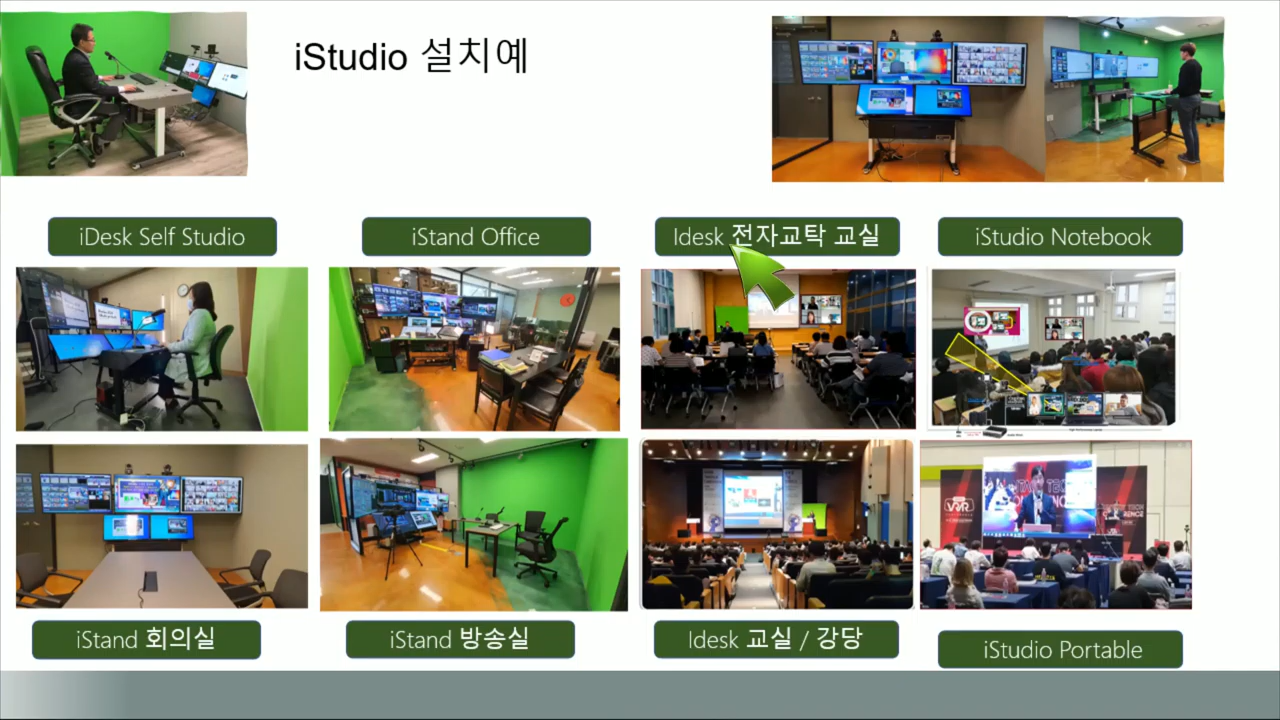 iStudio 설치예
iDesk Self Studio
iStand Office
Idesk 전자교탁 교실
iStudio Notebook
VRAR
iStand 회의실
iStand 방송실
Idesk 교실 / 강당
iStudio Portable